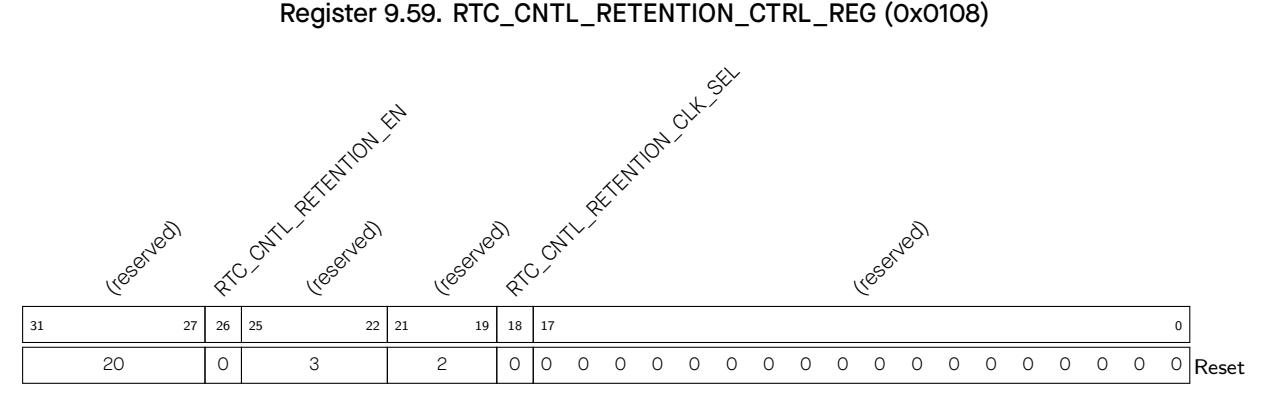 Register 9.59. RTC_CNTL_RETENTION_CTRL_REG (0x0108)
(reserved) RTC_CNTL_RETENTION_EN (reserved) (reserved) RTC_CNTL_RETENTION_CLK_SEL (reserved)
31 27 26 25 22 21 19 18 17 0
20 0 3 2 0 0 0 0 0 0 0 0 0 0 0 0 0 0 0 0 0 0 0 Reset